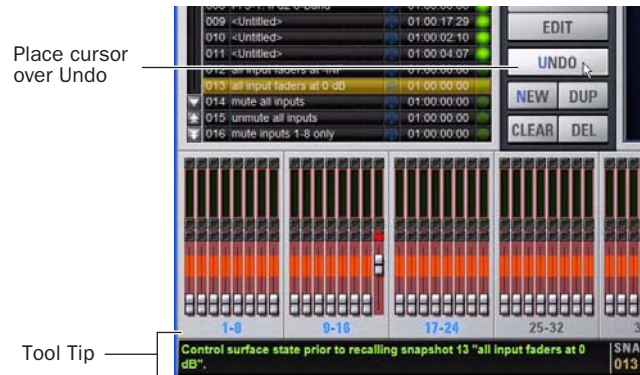 009 <Untitled> 01:00:17:29
010 <Untitled> 01:00:02:10
011 <Untitled> 01:00:04:07
012 all input faders at -INF 01:00:00:00
013 all input faders at 0 dB 01:00:00:00
014 mute all inputs 01:00:00:00
015 unmute all inputs 01:00:00:00
016 mute inputs 1-8 only 01:00:00:00
EDIT
UNDO
NEW DUP
CLEAR DEL
Place cursor
over Undo
1-8 9-16 17-24 25-32
Tool Tip
Control surface state prior to recalling snapshot 13 "all input faders at 0
dB".
SNA
013